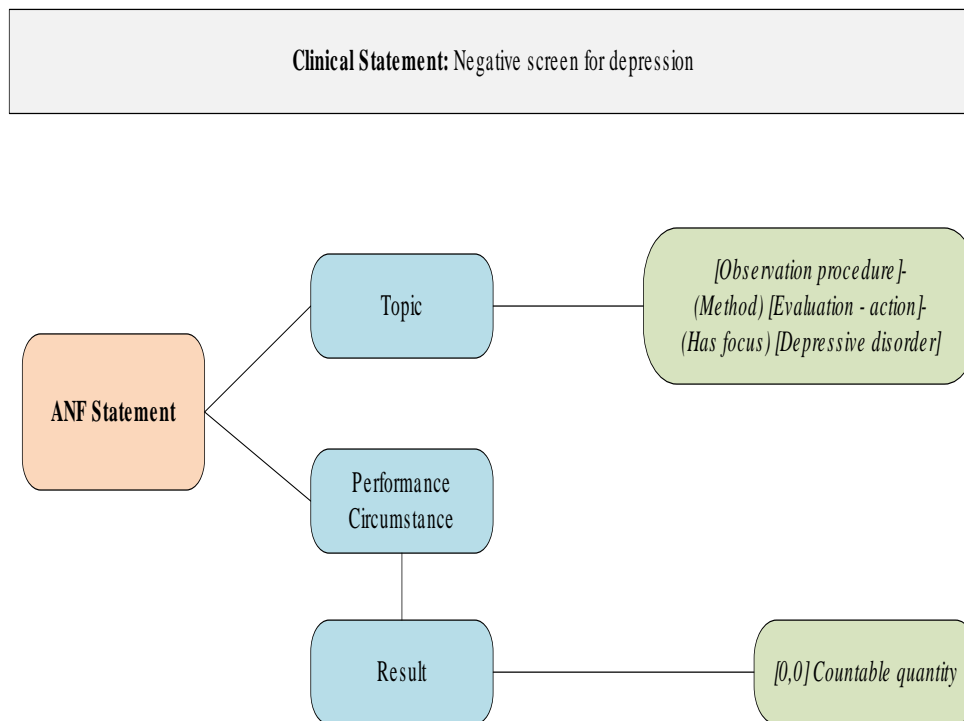 Clinical Statement: Negative screen for depression
[Observation procedure]-
(Method) [Evaluation - action]-
(Has focus) [Depressive disorder]
Topic
ANF Statement
Performance
Circumstance
Result
[0,0] Countable quantity